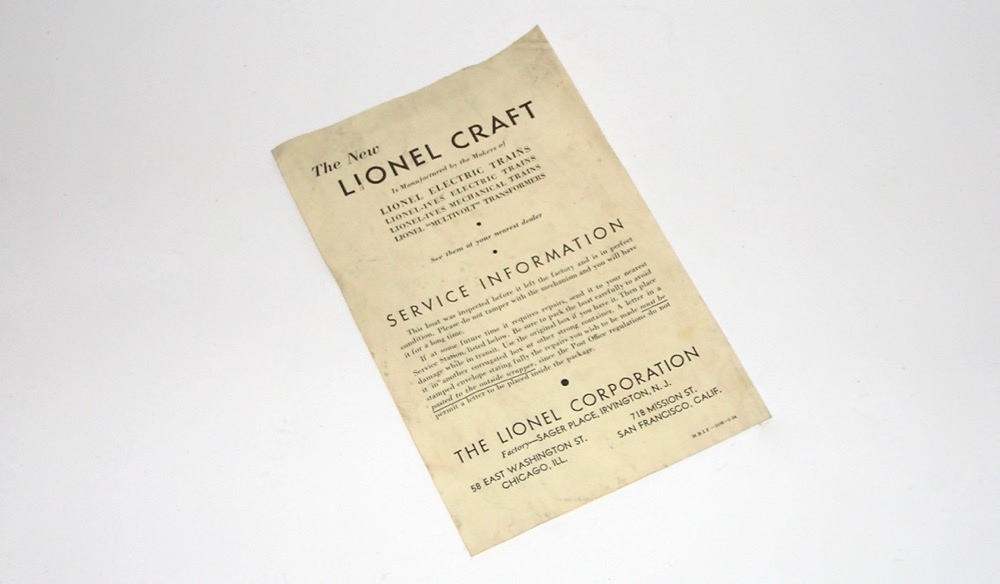 The New
LIONEL CRAFT
Is Manufactured by the Makers of
LIONEL ELECTRIC TRAINS
LIONEL-IVES ELECTRIC TRAINS
LIONEL-IVES MECHANICAL TRAINS
LIONEL "MULTIVOLT" TRANSFORMERS
See them at your nearest dealer
SERVICE INFORMATION
This boat was inspected before it left the factory and is in perfect
condition. Please do not tamper with the mechanism and you will have
it for a long time.
If at some future time it requires repairs, send it to your nearest
Service Station, listed below. Be sure to pack the boat carefully to avoid
damage while in transit. Use the original box if you have it. Then place
it in another corrugated box or other strong container. A letter in a
stamped envelope stating fully the repairs you wish to be made must be
pasted to the outside wrapper, since the Post Office regulations do not
permit a letter to be placed inside the package.
THE LIONEL CORPORATION
Factory—SAGER PLACE, IRVINGTON, N. J.
58 EAST WASHINGTON ST.
CHICAGO, ILL.
718 MISSION ST.
SAN FRANCISCO, CALIF.